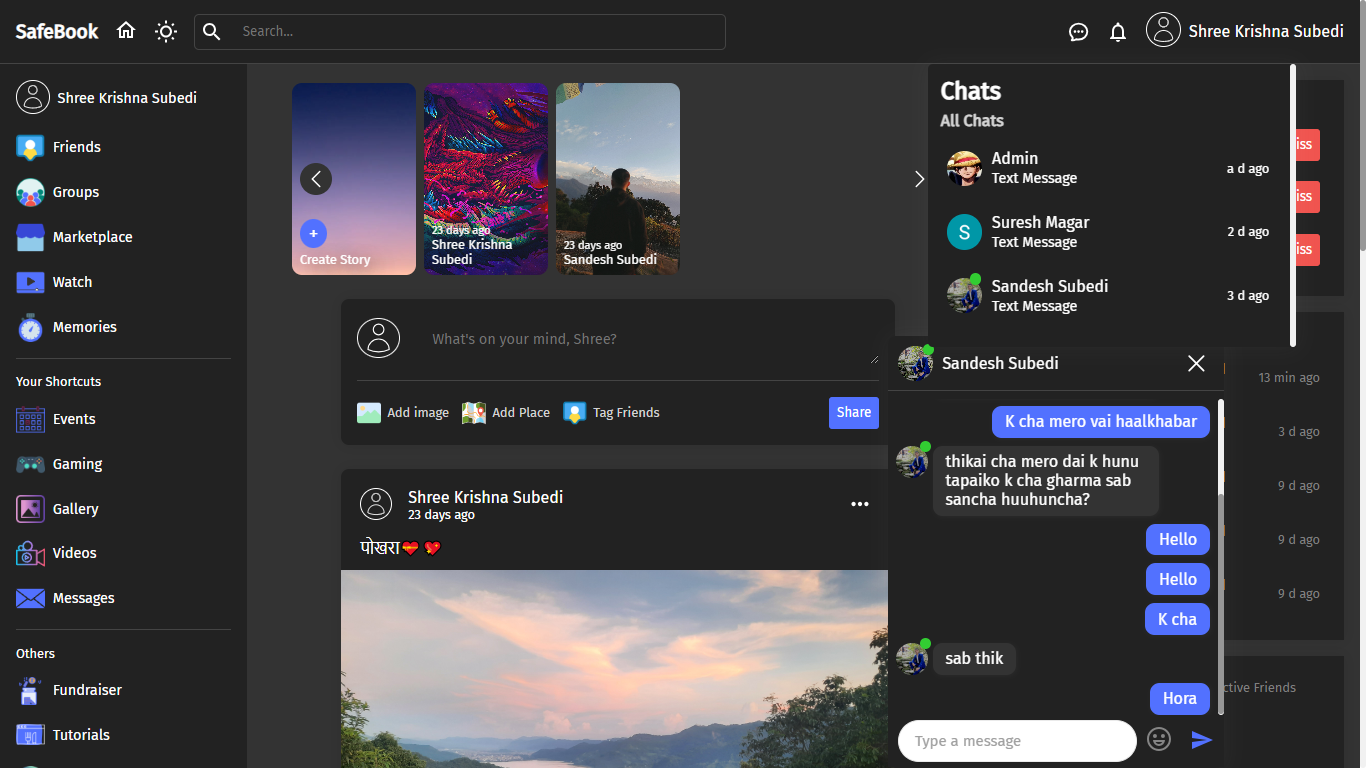 SafeBook
Search...
Shree Krishna Subedi
Shree Krishna Subedi
Friends
Groups
Marketplace
Watch
Memories
Your Shortcuts
Events
Gaming
Gallery
Videos
Messages
Others
Fundraiser
Tutorials
+
Create Story
23 days ago
Shree Krishna
Subedi
23 days ago
Sandesh Subedi
What's on your mind, Shree?
Add image
Add Place
Tag Friends
Share
Shree Krishna Subedi
23 days ago
पोखरा
Chats
All Chats
Admin
Text Message
a d ago
S
Suresh Magar
Text Message
2 d ago
Sandesh Subedi
Text Message
3 d ago
Sandesh Subedi
K cha mero vai haalkhabar
thikai cha mero dai k hunu
tapaiko k cha gharma sab
sancha huuhuncha?
Hello
Hello
K cha
sab thik
Hora
Type a message
iss
iss
iss
13 min ago
3 d ago
9 d ago
9 d ago
9 d ago
ctive Friends